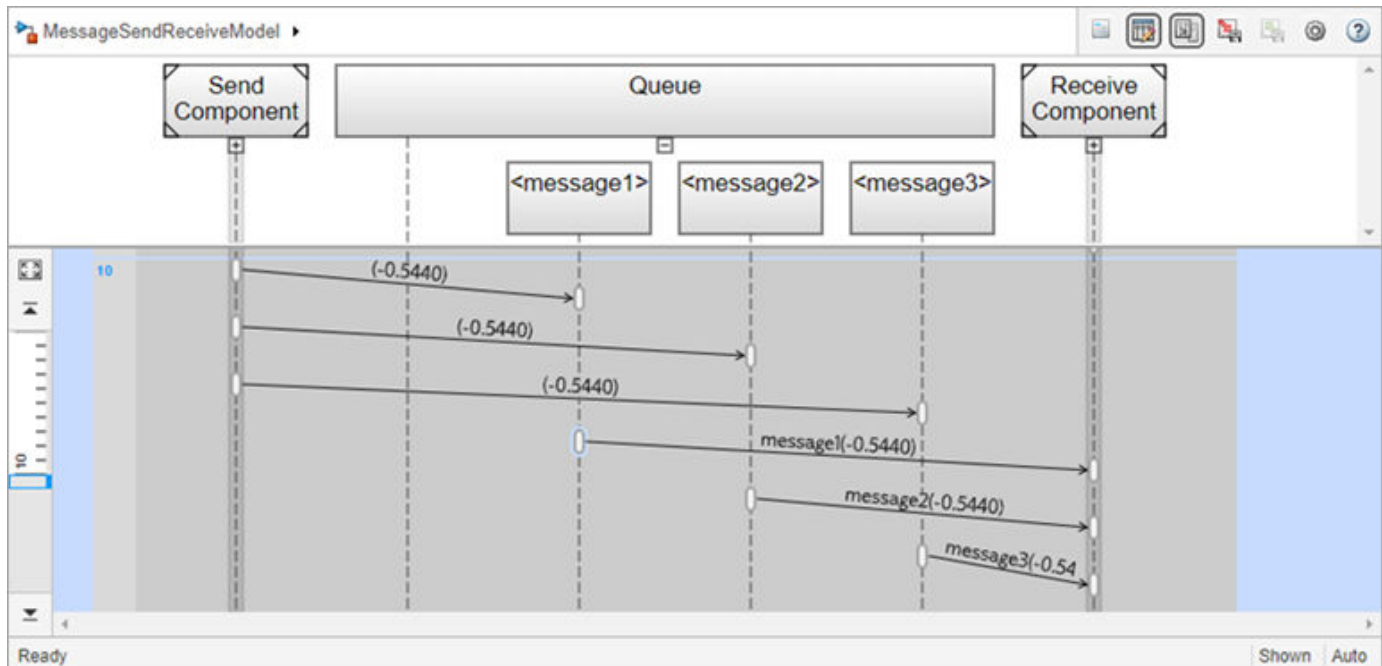 MessageSendReceiveModel
Send
Component
Queue
Receive
Component
<message1> <message2> <message3>
10
(-0.5440)
(-0.5440)
(-0.5440)
message1(-0.5440)
10
message2(-0.5440)
message3(-0.54
Ready
Shown Auto